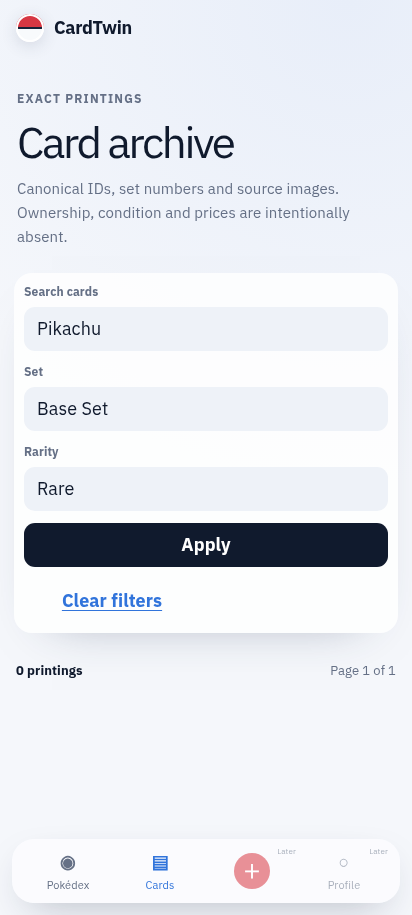 CardTwin
EXACT PRINTINGS
Card archive
Canonical IDs, set numbers and source images.
Ownership, condition and prices are intentionally
absent.
Search cards
Pikachu
Set
Base Set
Rarity
Rare
Apply
Clear filters
0 printings
Page 1 of 1
Pokédex
Cards
Later
Later
Profile